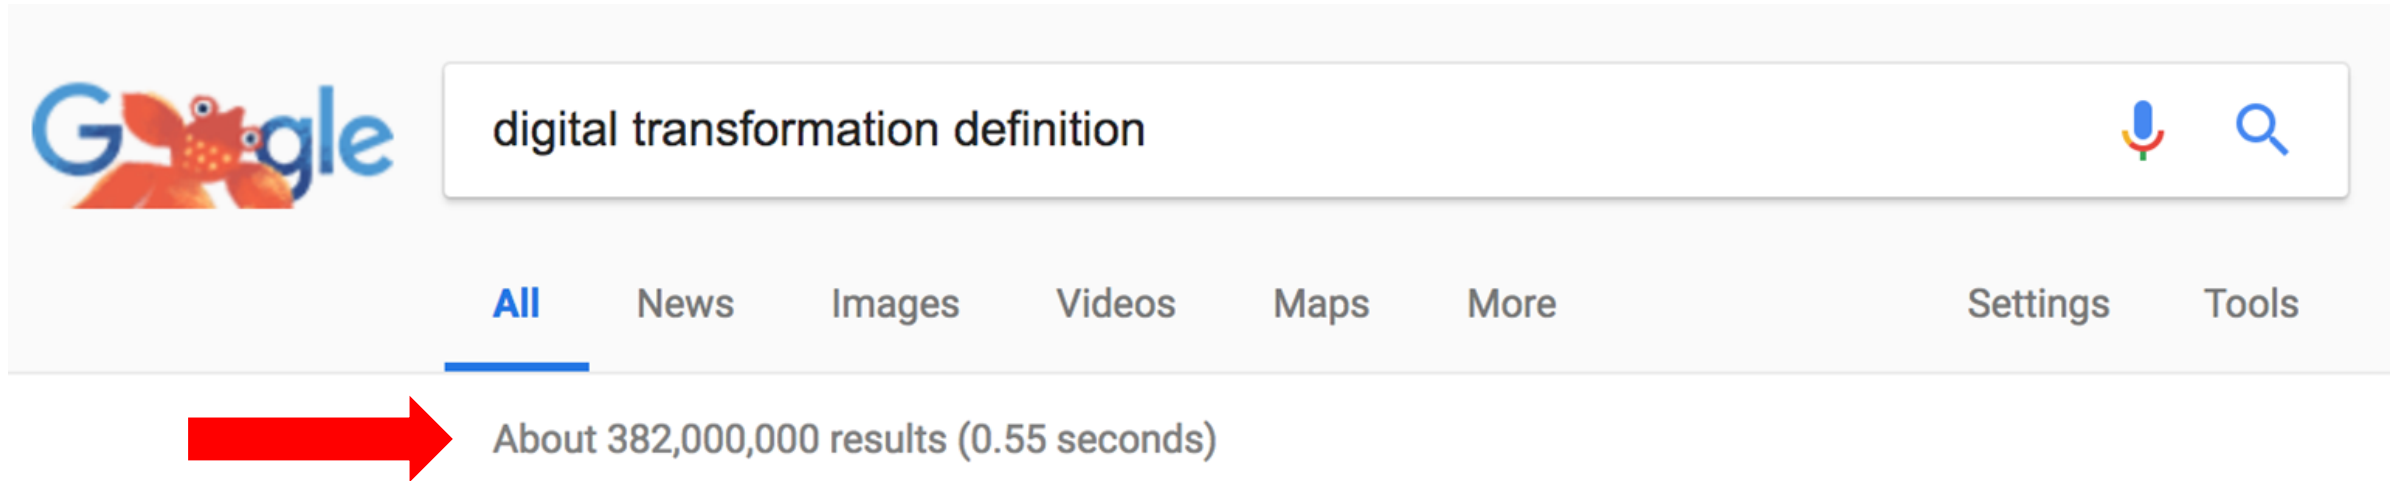 Google
digital transformation definition
All News Images Videos Maps More Settings Tools
About 382,000,000 results (0.55 seconds)